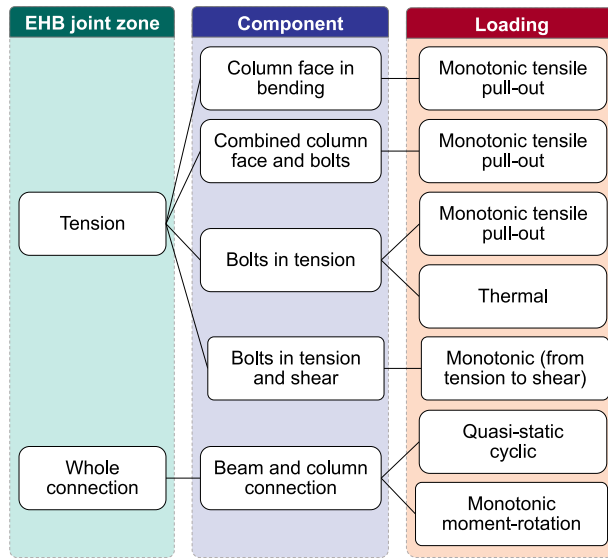 EHB joint zone
Component
Loading
Column face in
bending
Monotonic tensile
pull-out
Combined column
face and bolts
Monotonic tensile
pull-out
Tension
Bolts in tension
Monotonic tensile
pull-out
Thermal
Bolts in tension
and shear
Monotonic (from
tension to shear)
Whole
connection
Beam and column
connection
Quasi-static
cyclic
Monotonic
moment-rotation